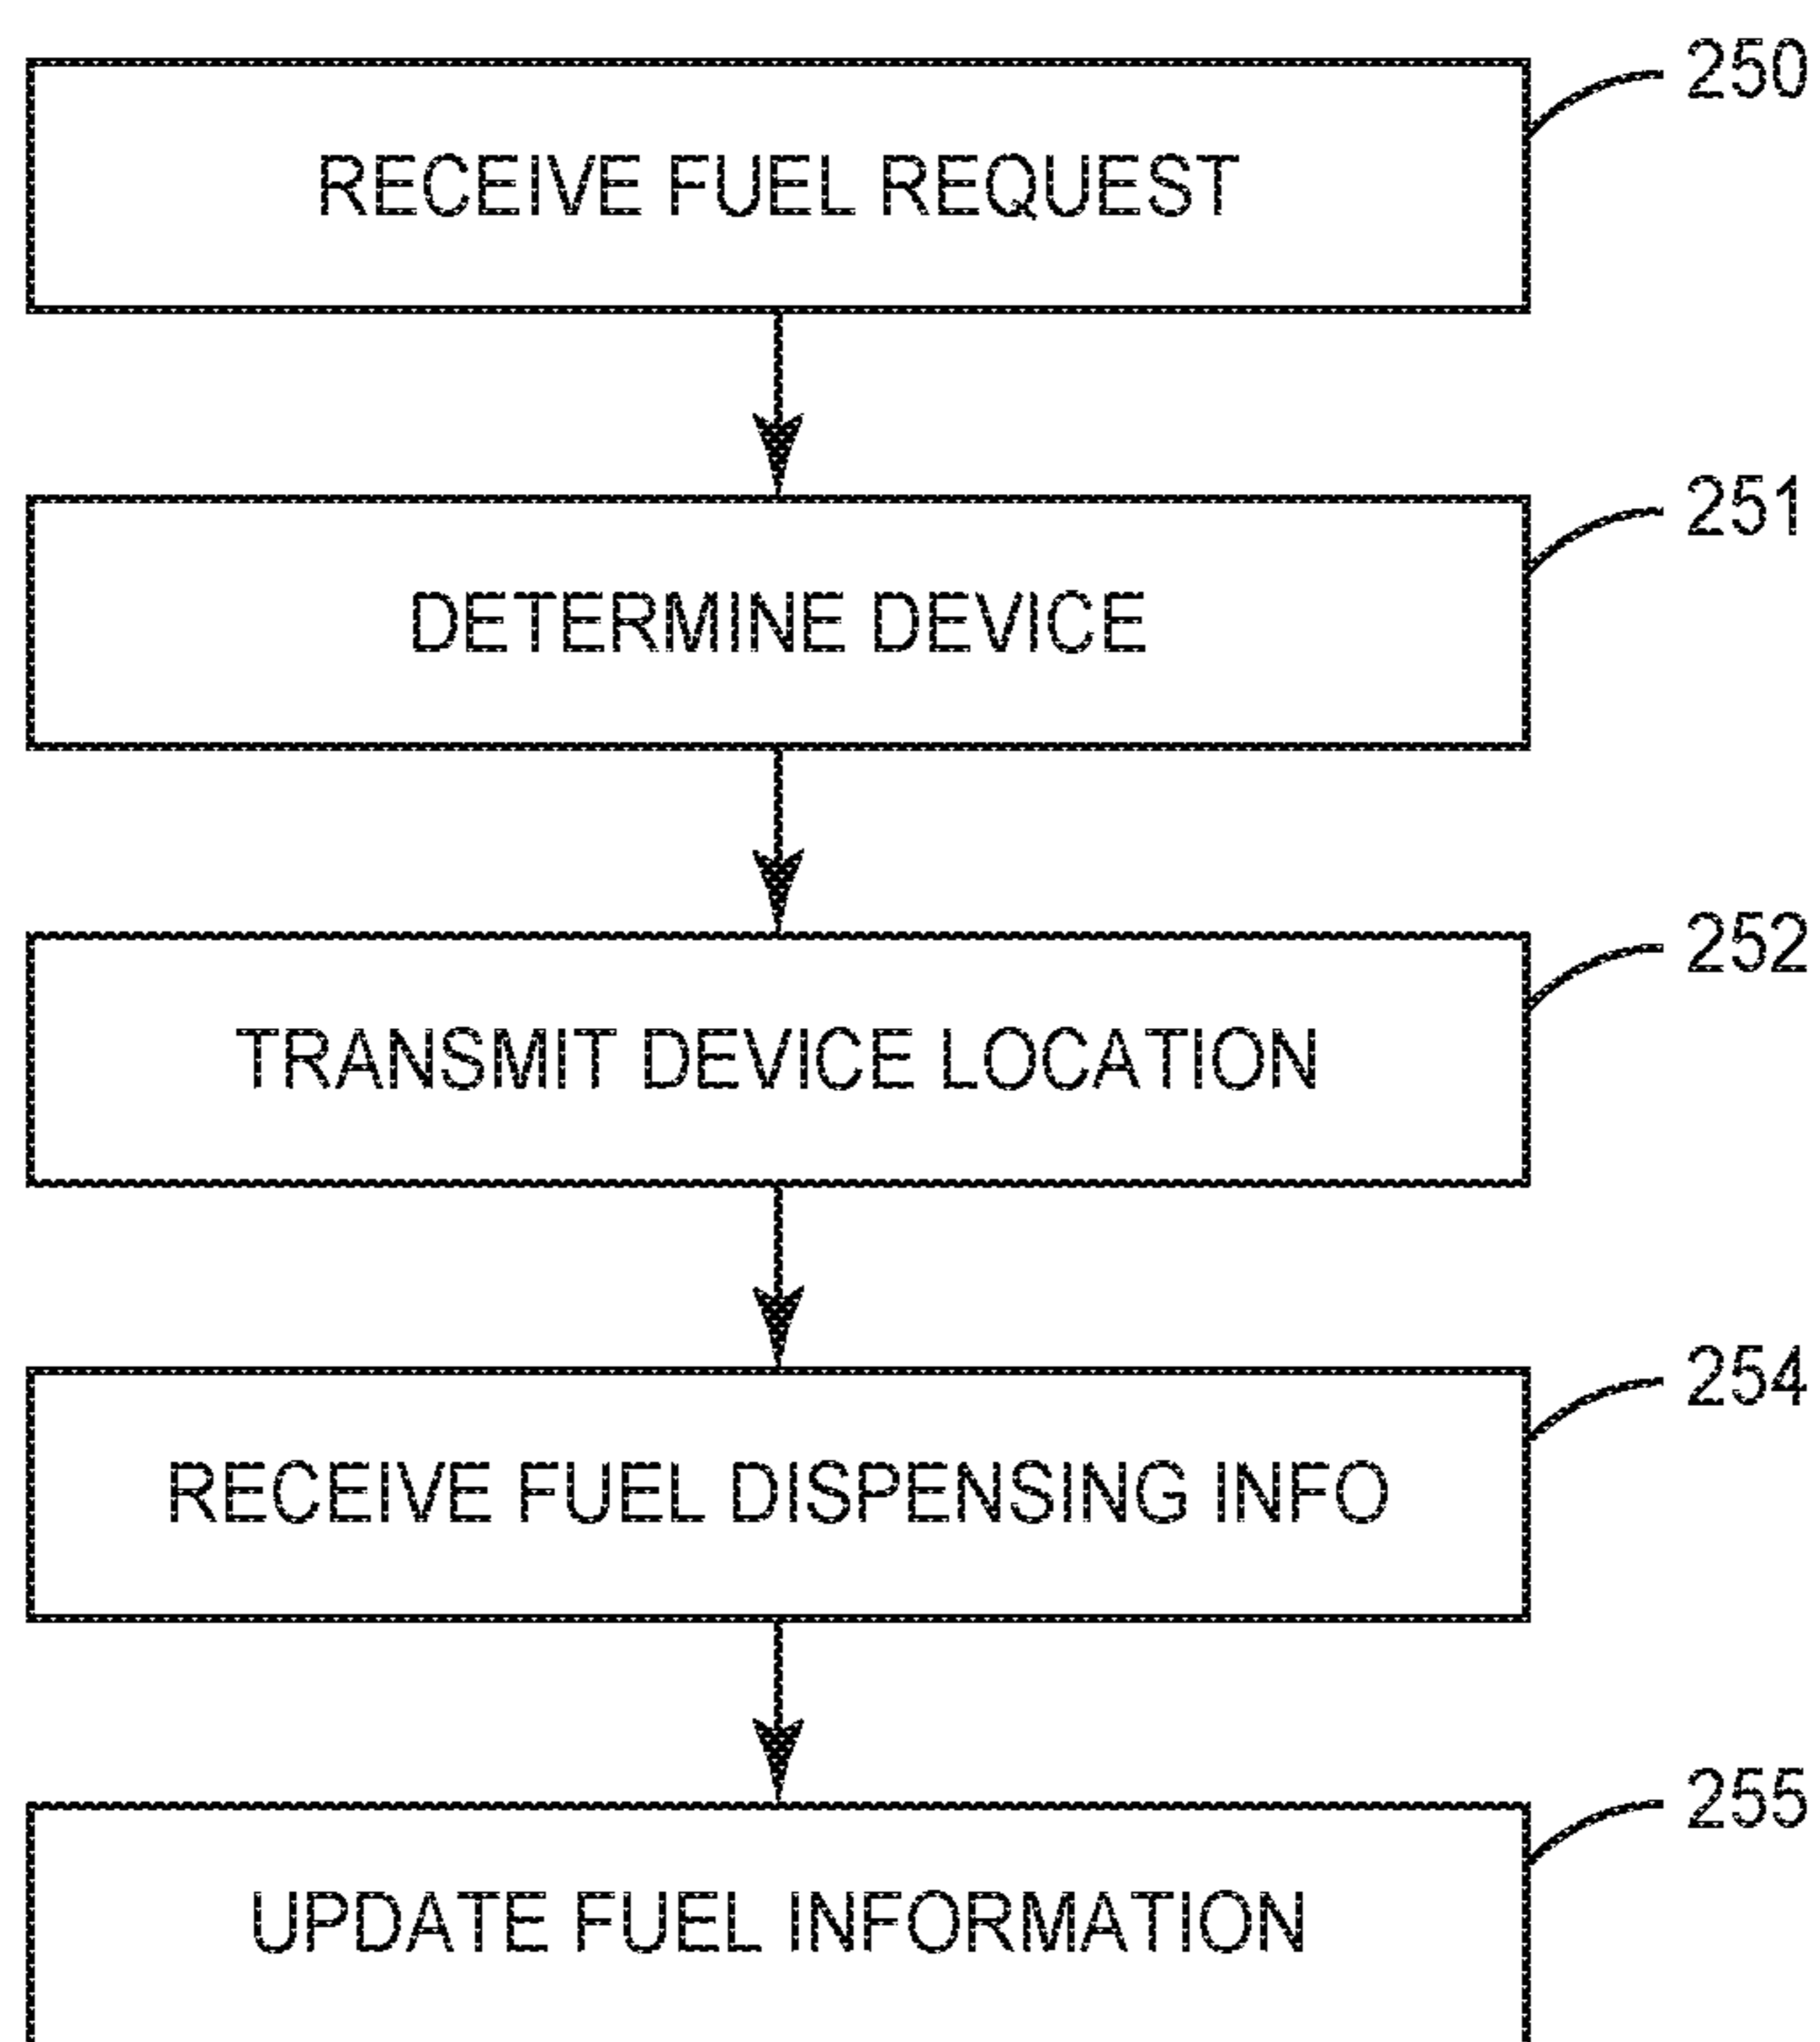 250
RECEIVE FUEL REQUEST
251
DETERMINE DEVICE
252
TRANSMIT DEVICE LOCATION
254
RECEIVE FUEL DISPENSING INFO
255
UPDATE FUEL INFORMATION